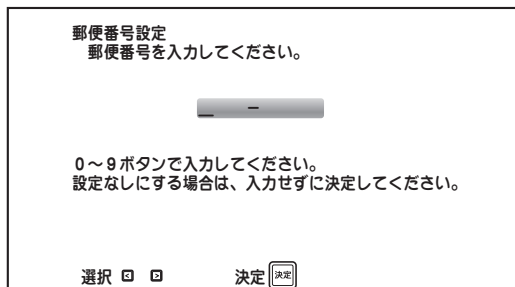 郵便番号設定
郵便番号を入力してください。
_ −
0～9ボタンで入力してください。
設定なしにする場合は、入力せずに決定してください。
選択 < > 決定 決定